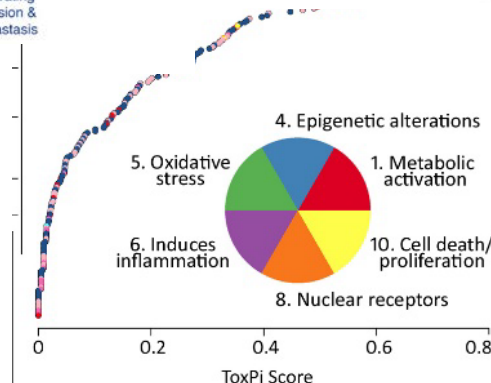 sion &
astasis
4. Epigenetic alterations
5. Oxidative
stress
1. Metabolic
activation
6. Induces
inflammation
10. Cell death/
proliferation
8. Nuclear receptors
0 0.2 0.4 0.6 0.8
ToxPi Score